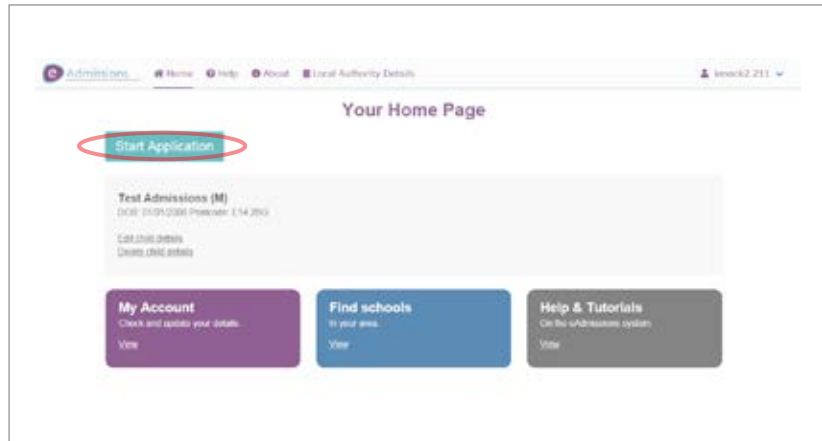 e Admissions Home Help About Local Authority Details
Your Home Page
Start Application
Test Admissions (M)
Edit child details
Delete child details
My Account
Check and update your details.
View
Find schools
In your area.
View
Help & Tutorials
On the eAdmissions system
View